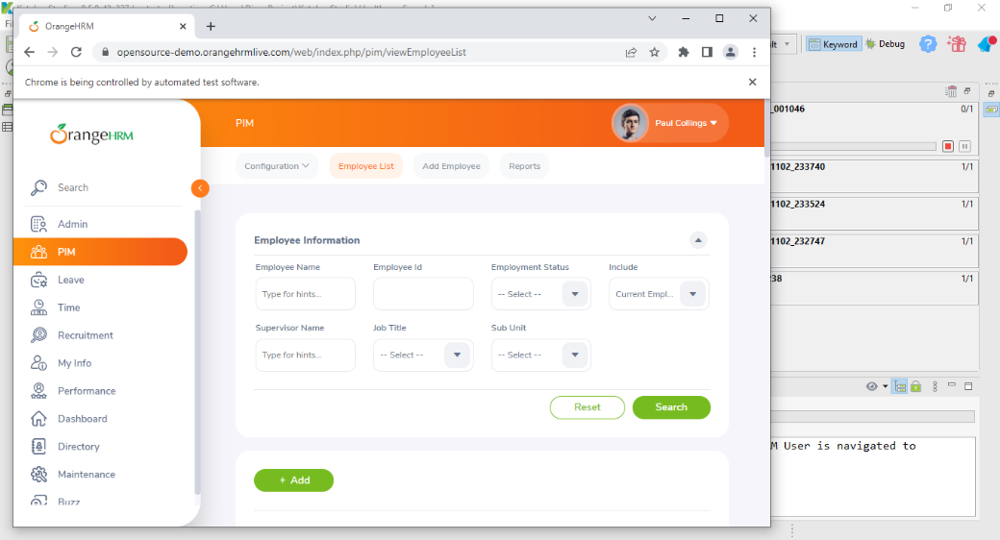 OrangeHRM
opensource-demo.orangehrmlive.com/web/index.php/pim/viewEmployeeList
Chrome is being controlled by automated test software.
OrangeHRM
Search
Admin
PIM
Leave
Time
Recruitment
My Info
Performance
Dashboard
Directory
Maintenance
Buzz
PIM
Paul Collings
Configuration
Employee List
Add Employee
Reports
Employee Information
Employee Name
Employee Id
Employment Status
Include
Type for hints...
-- Select --
Current Empl...
Supervisor Name
Job Title
Sub Unit
Type for hints...
-- Select --
-- Select --
Reset
Search
+ Add
Keyword
Debug
_001046
0/1
1102_233740
1/1
1102_233524
1/1
1102_232747
1/1
38
1/1
M User is navigated to